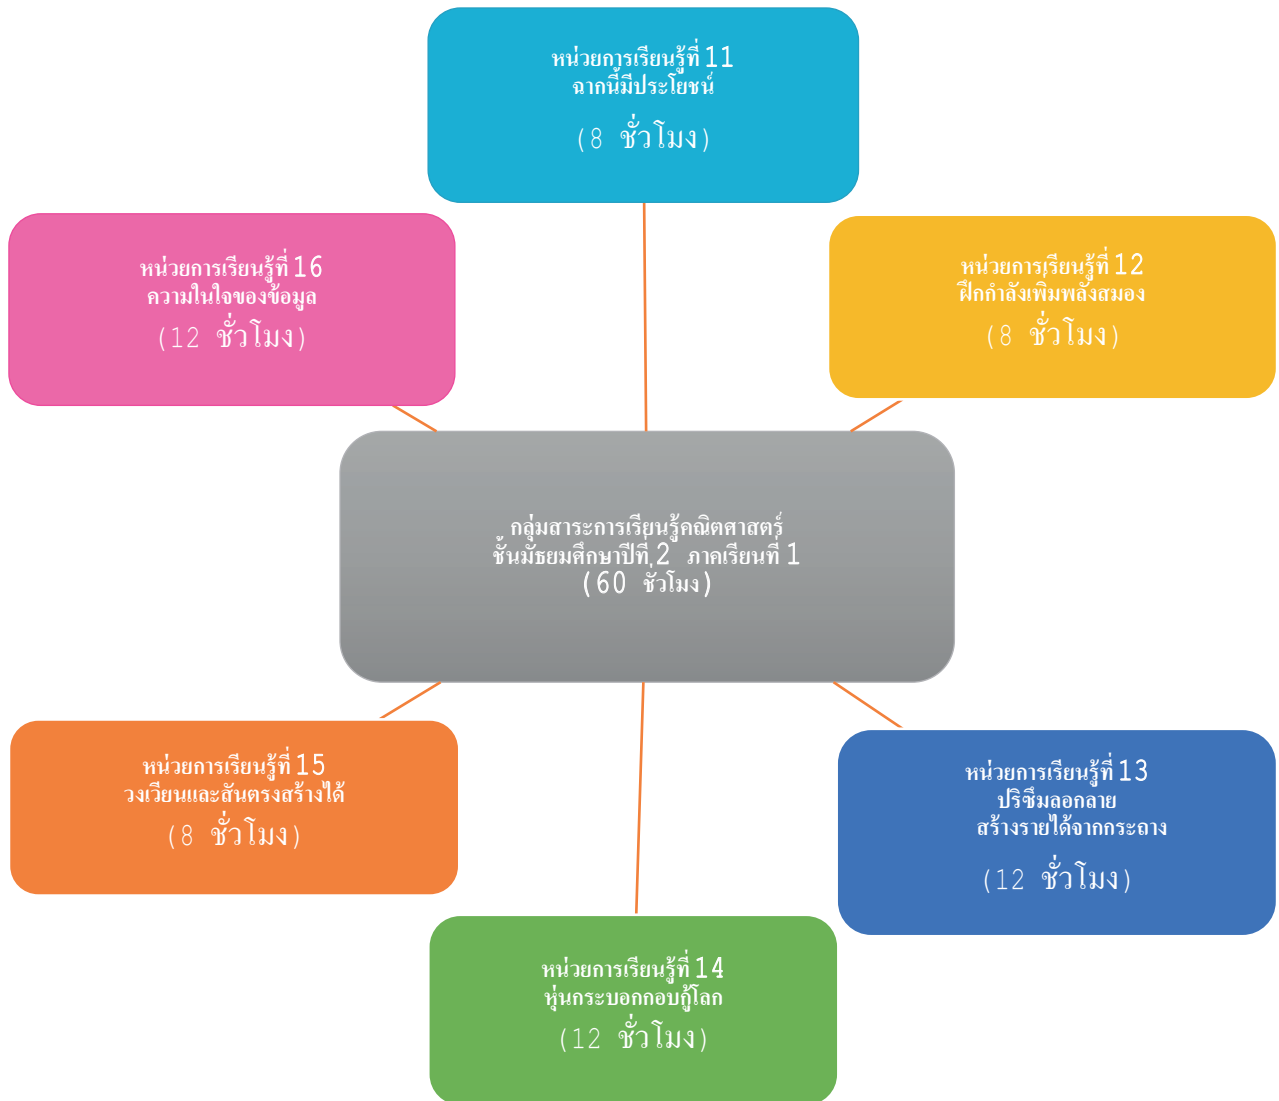 หน่วยการเรียนรู้ที่ 11
ฉากนี้มีประโยชน์
(8 ชั่วโมง)
หน่วยการเรียนรู้ที่ 16
ความในใจของข้อมูล
(12 ชั่วโมง)
หน่วยการเรียนรู้ที่ 12
ฝึกกำลังเพิ่มพลังสมอง
(8 ชั่วโมง)
กลุ่มสาระการเรียนรู้คณิตศาสตร์
ชั้นมัธยมศึกษาปีที่ 2 ภาคเรียนที่ 1
(60 ชั่วโมง)
หน่วยการเรียนรู้ที่ 15
วงเวียนและสันตรงสร้างได้
(8 ชั่วโมง)
หน่วยการเรียนรู้ที่ 13
ปริซึมลอกลาย
สร้างรายได้จากกระถาง
(12 ชั่วโมง)
หน่วยการเรียนรู้ที่ 14
หุ่นกระบอกกอบกู้โลก
(12 ชั่วโมง)